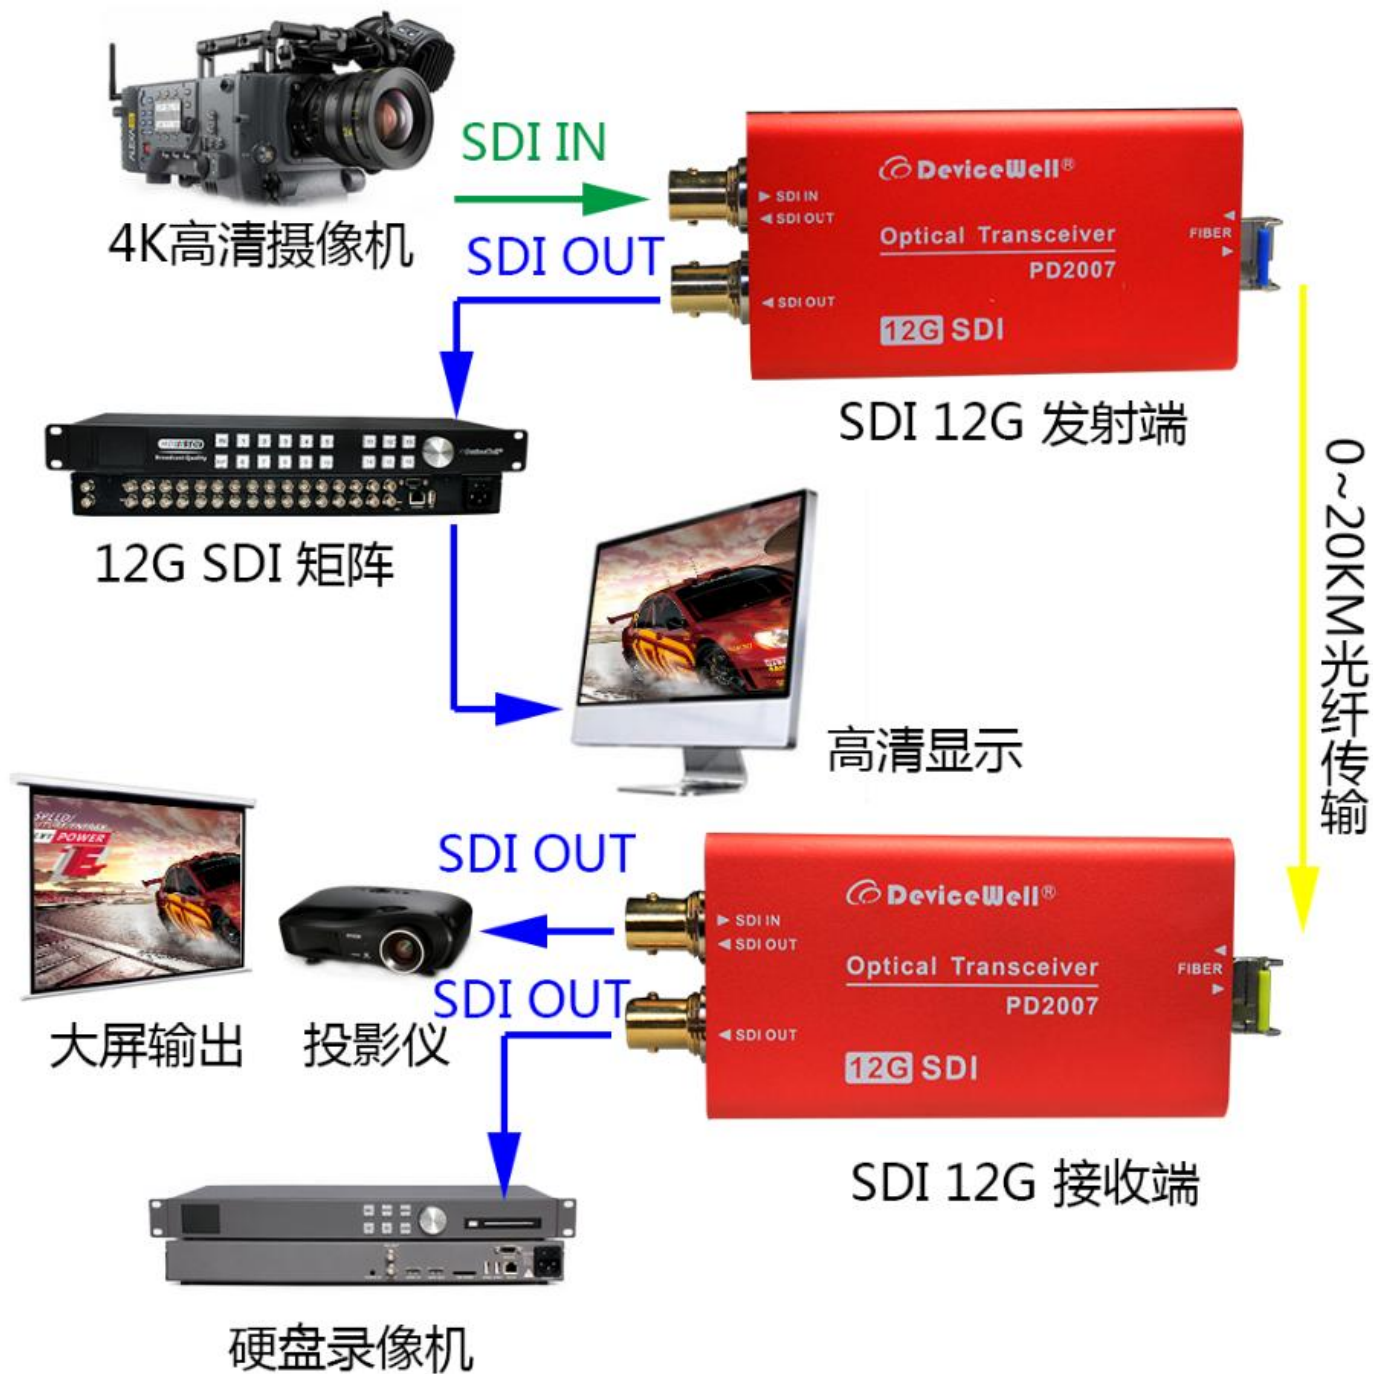 SDI IN
4K高清摄像机
SDI OUT
DeviceWell®
SDI IN
SDI OUT
SDI OUT
Optical Transceiver
PD2007
12G SDI
FIBER
SDI 12G 发射端
0~20KM光纤传输
Broadcast Quality
DeviceWell®
12G SDI 矩阵
高清显示
POWER
大屏输出
投影仪
SDI OUT
SDI OUT
DeviceWell®
SDI IN
SDI OUT
SDI OUT
Optical Transceiver
PD2007
12G SDI
FIBER
SDI 12G 接收端
硬盘录像机